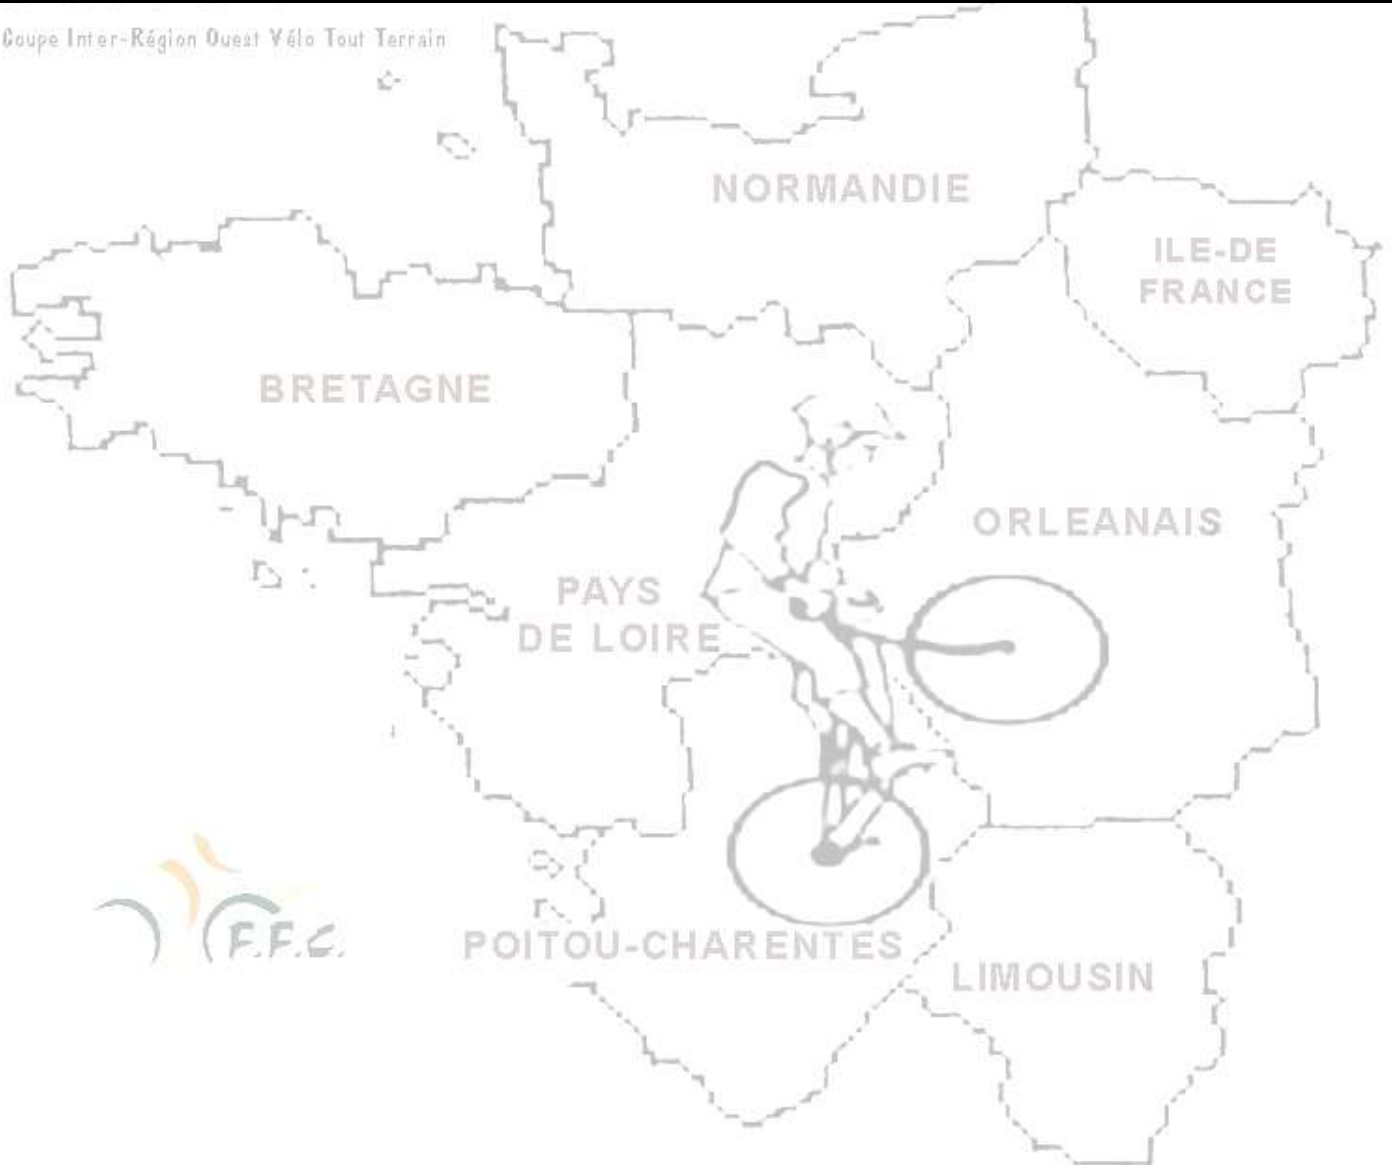 Coupe Inter-Région Ouest Vélo Tout Terrain
NORMANDIE
ILE-DE
FRANCE
BRETAGNE
ORLEANAIS
PAYS
DE LOIRE
F.F.C.
POITOU-CHARENTES
LIMOUSIN